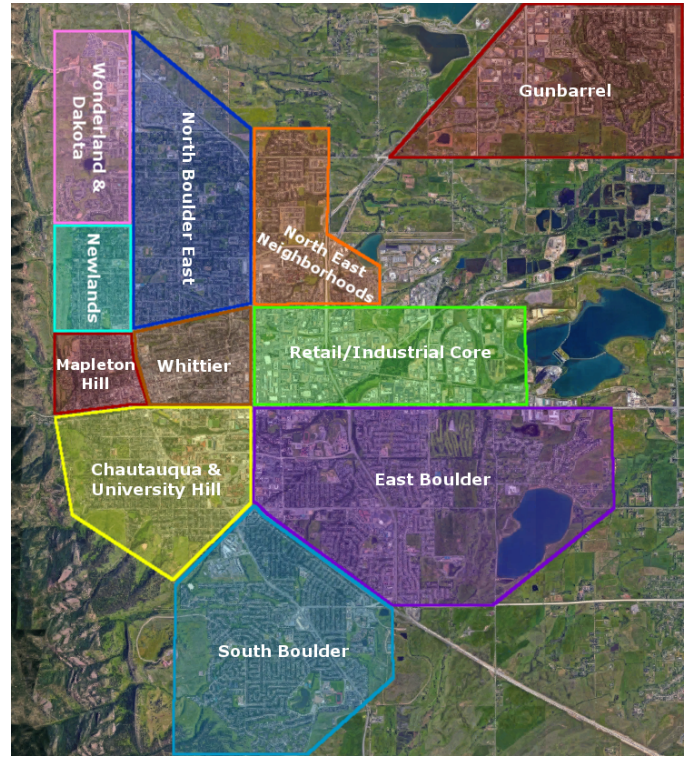 Gunbarrel
Wonderland &
Dakota
North Boulder East
North East
Neighborhoods
Newlands
Mapleton
Hill
Whittier
Retail/Industrial Core
Chautauqua &
University Hill
East Boulder
South Boulder